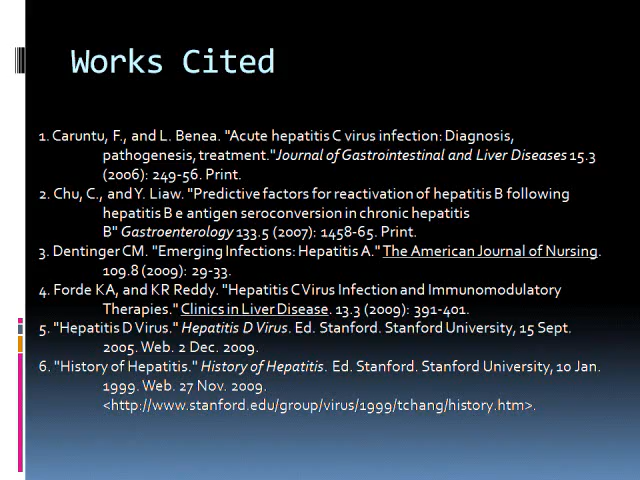 Works Cited
1. Caruntu, F., and L. Benea. "Acute hepatitis C virus infection: Diagnosis,
pathogenesis, treatment."Journal of Gastrointestinal and Liver Diseases 15.3
(2006): 249-56. Print.
2. Chu, C., and Y. Liaw. "Predictive factors for reactivation of hepatitis B following
hepatitis B e antigen seroconversion in chronic hepatitis
B" Gastroenterology 133.5 (2007): 1458-65. Print.
3. Dentinger CM. "Emerging Infections: Hepatitis A." The American Journal of Nursing.
109.8 (2009): 29-33.
4. Forde KA, and KR Reddy. "Hepatitis C Virus Infection and Immunomodulatory
Therapies." Clinics in Liver Disease. 13.3 (2009): 391-401.
5. "Hepatitis D Virus." Hepatitis D Virus. Ed. Stanford. Stanford University, 15 Sept.
2005. Web. 2 Dec. 2009.
6. "History of Hepatitis." History of Hepatitis. Ed. Stanford. Stanford University, 10 Jan.
1999. Web. 27 Nov. 2009.
<http://www.stanford.edu/group/virus/1999/tchang/history.htm>.